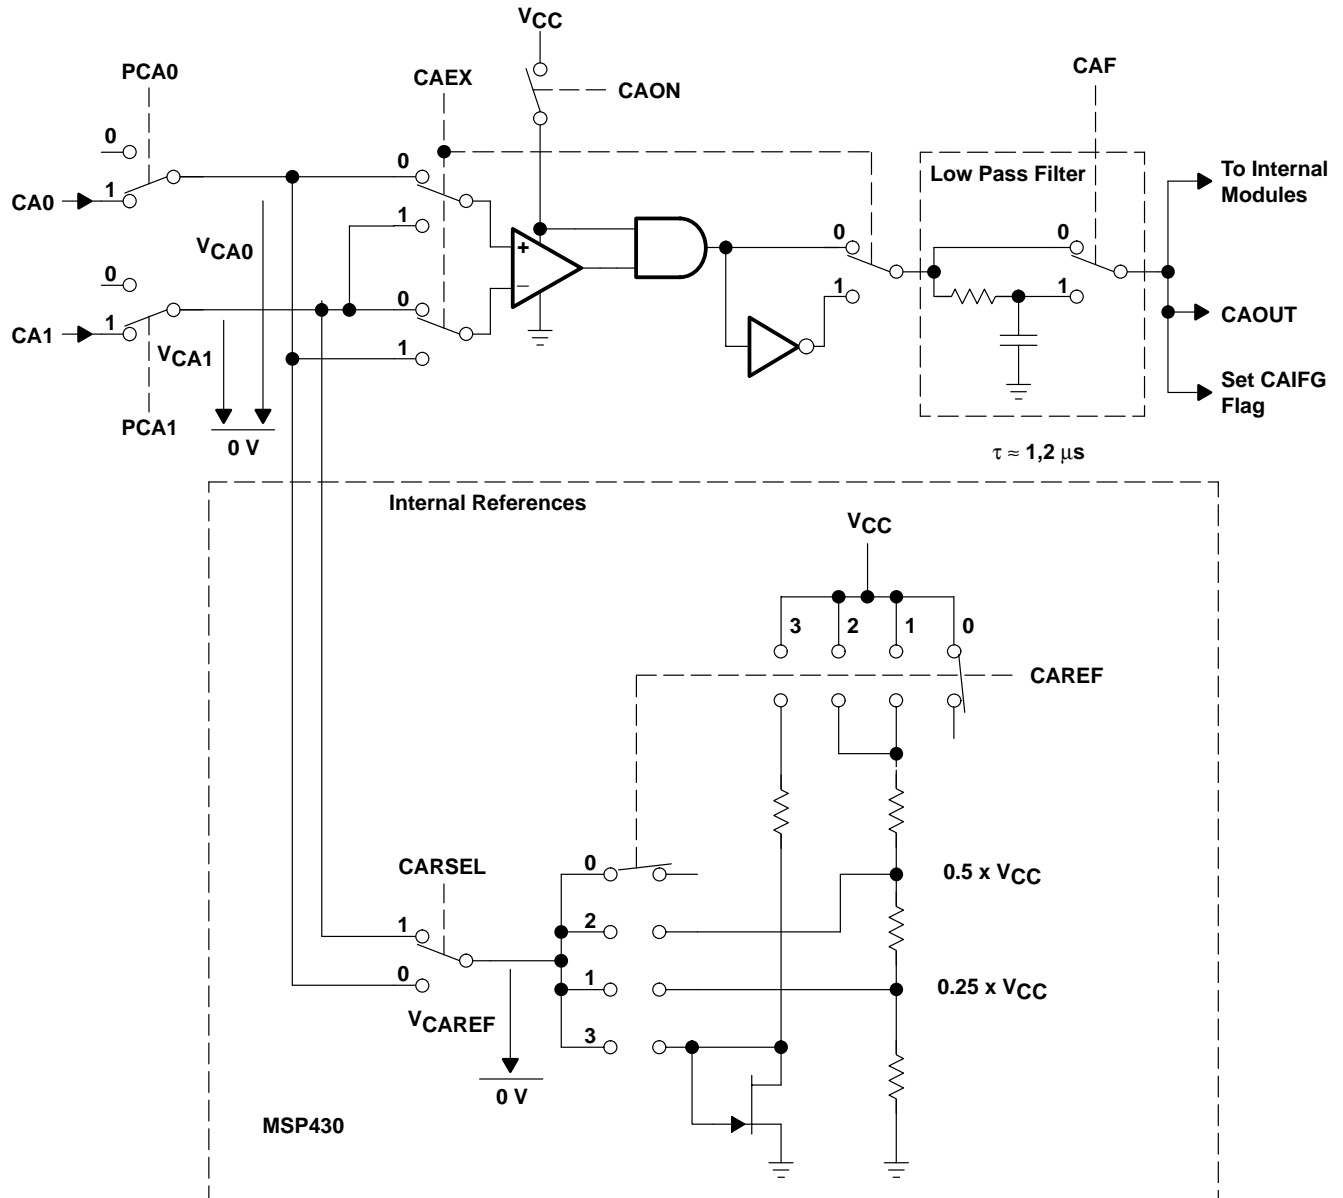 VCC
PCA0
CAEX
CAON
CAF
0
0
0
Low Pass Filter
0
To Internal
Modules
CA0
1
VCA0
1
+
0
0
−
1
1
CAOUT
CA1
1
VCA1
1
Set CAIFG
Flag
PCA1
0 V
τ ≈ 1,2 μs
Internal References
VCC
3
2
1
0
CAREF
CARSEL
0
0.5 x VCC
1
2
0
1
0.25 x VCC
VCAREF
3
0 V
MSP430